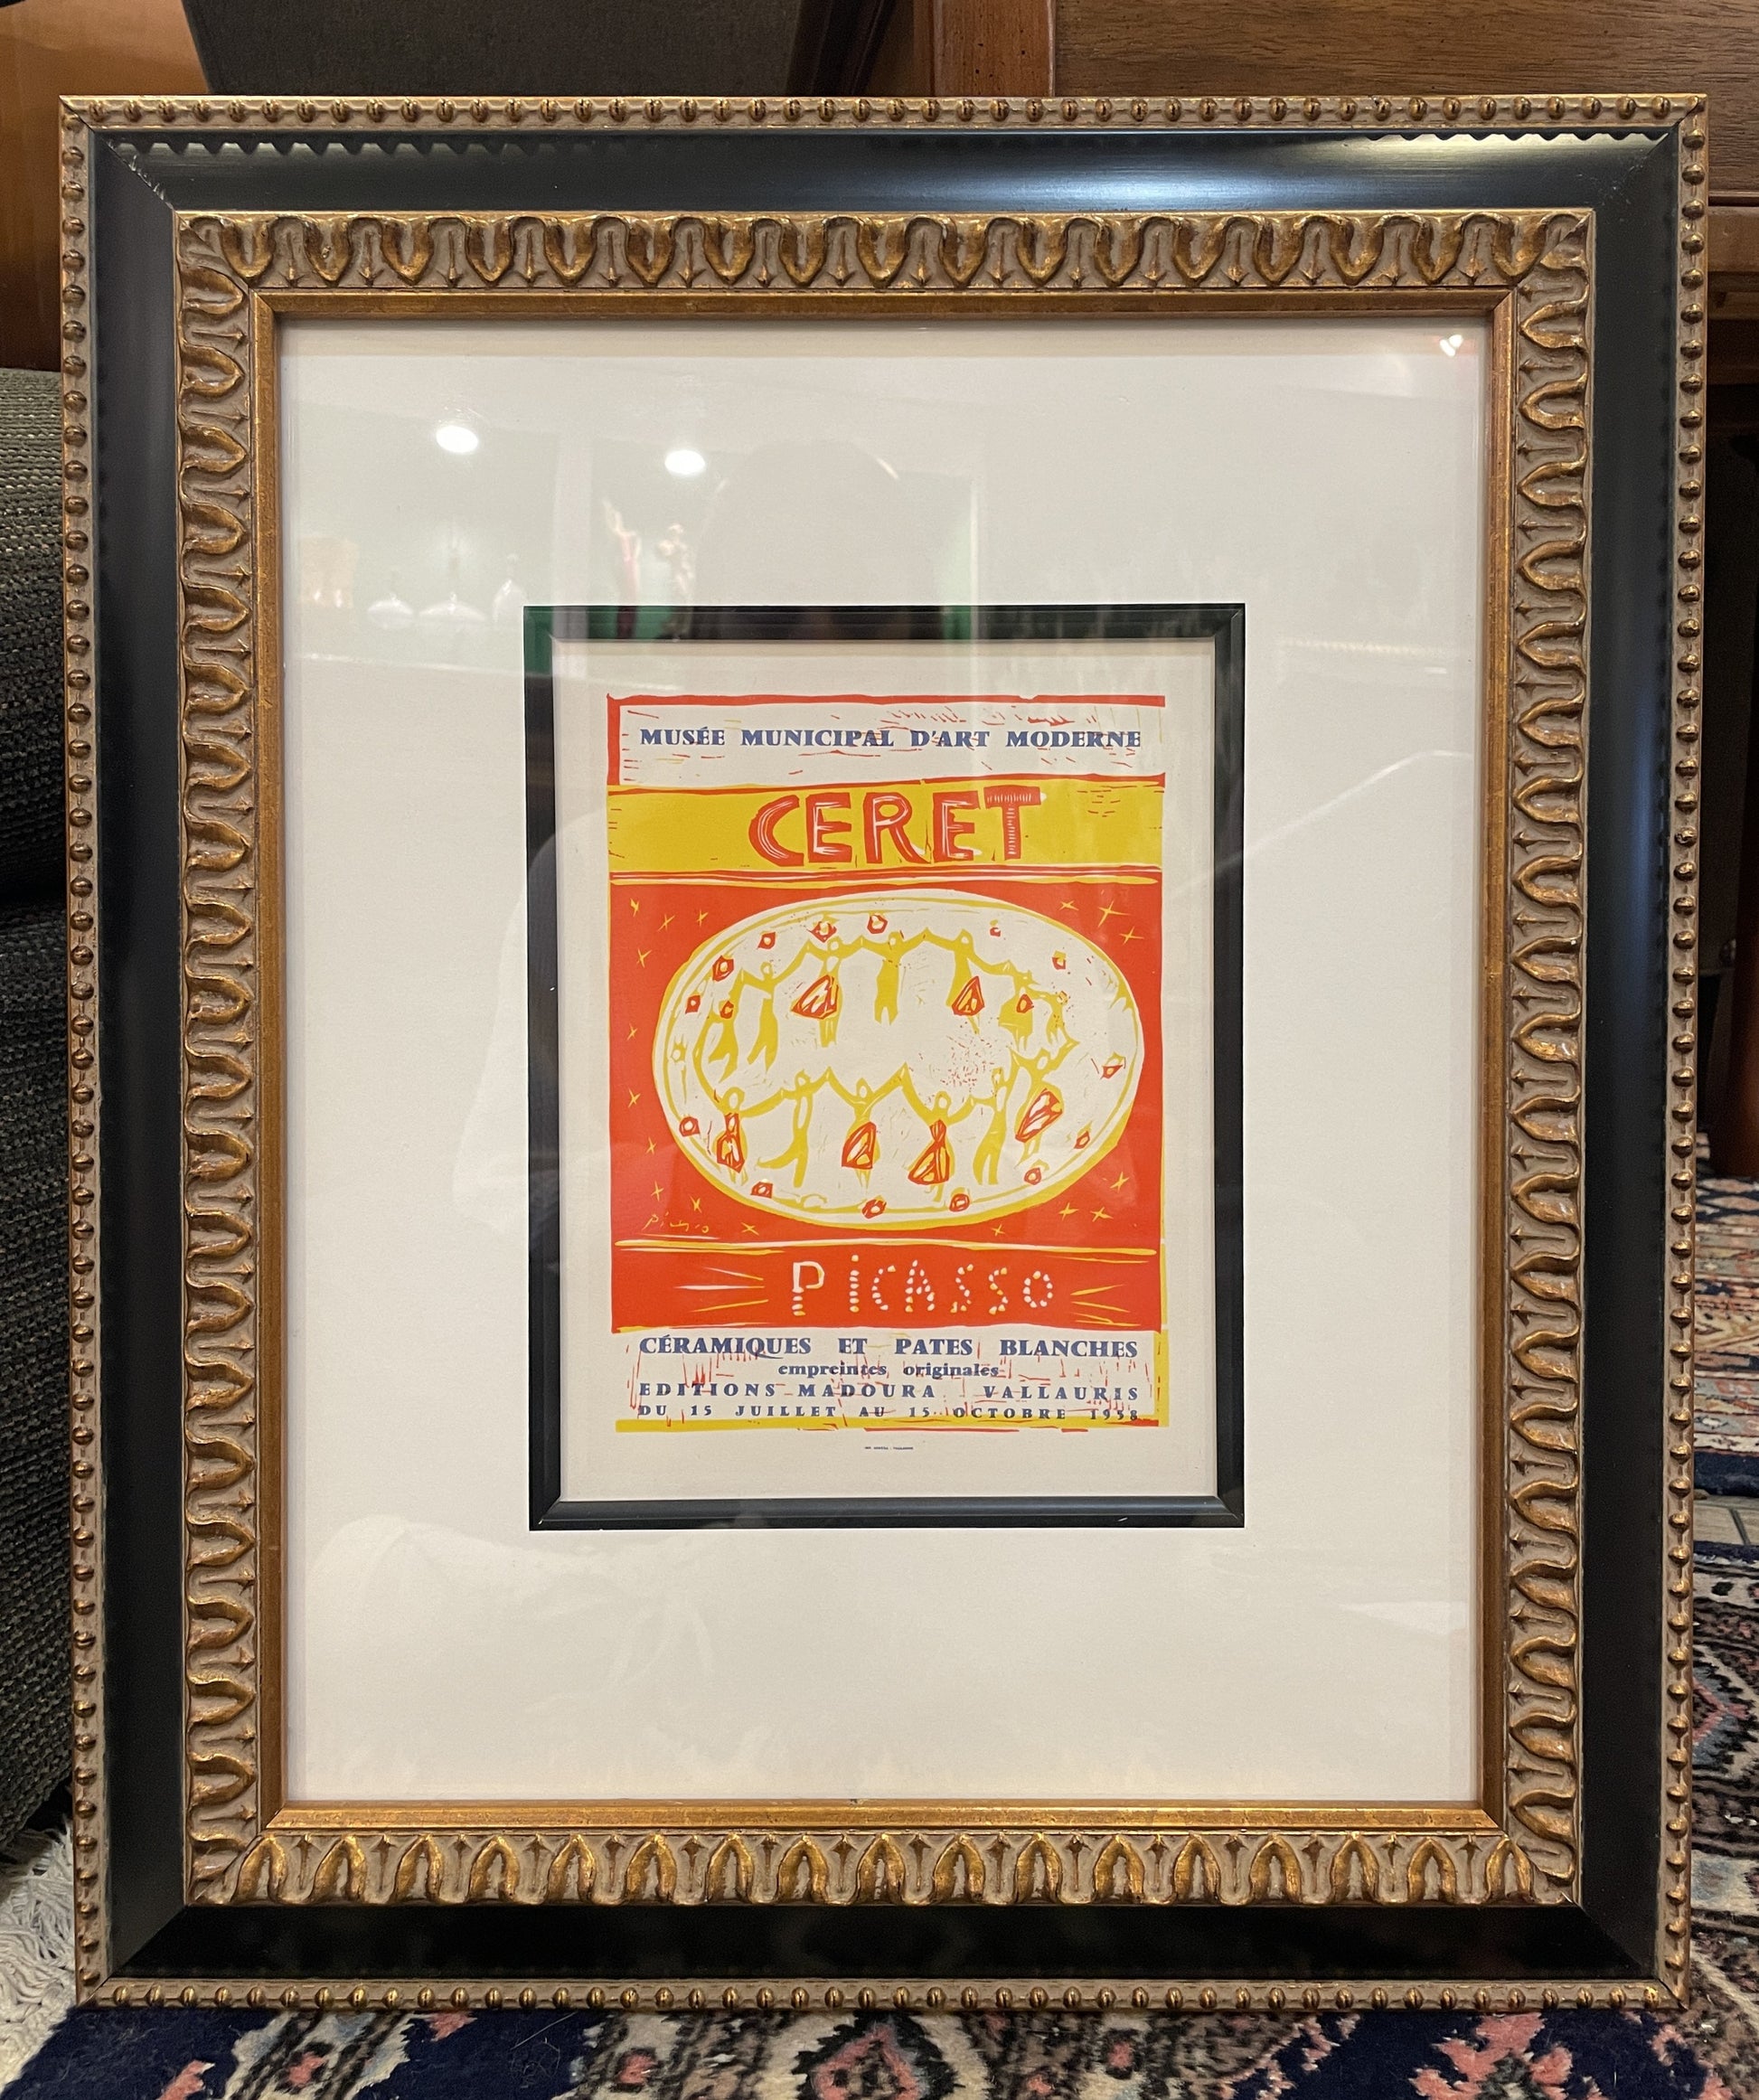 MUSÉE MUNICIPAL D'ART MODERNE
CERET
Picasso
PiCASSO
CÉRAMIQUES ET PATES BLANCHES
empreintes originales
EDITIONS MADOURA VALLAURIS
DU 15 JUILLET AU 15 OCTOBRE 1958